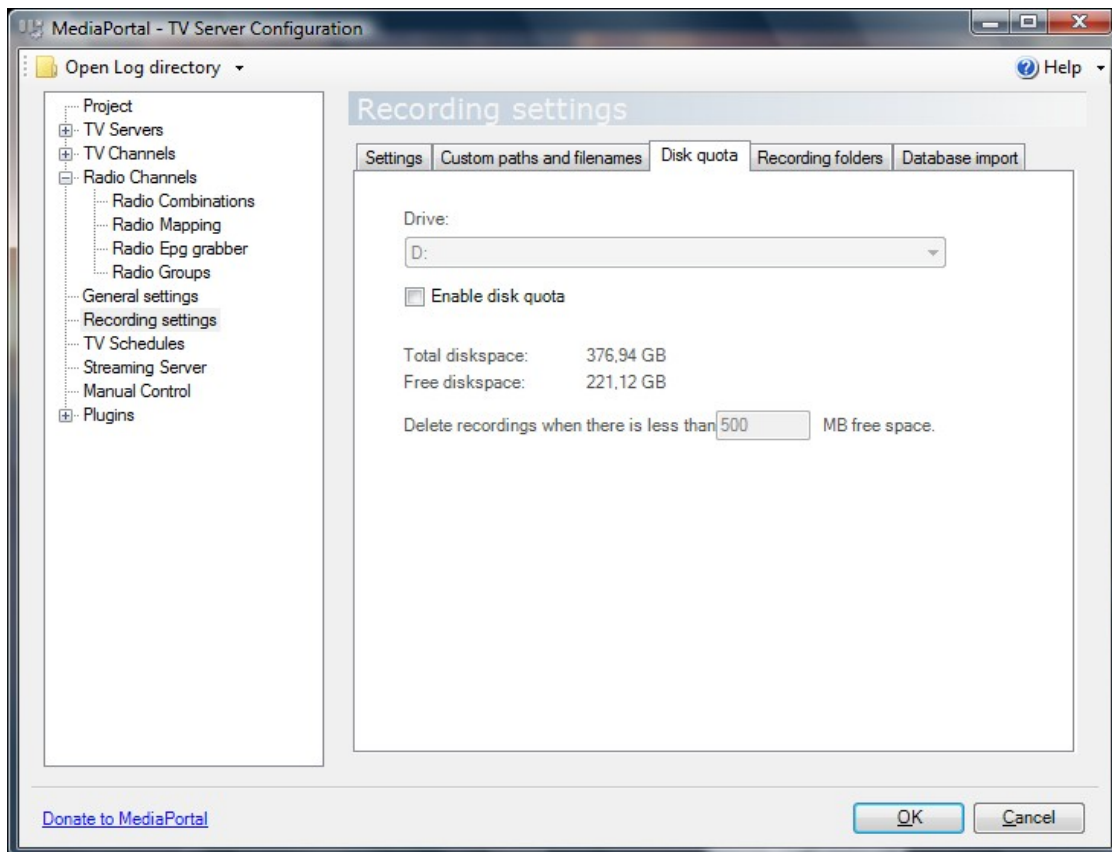 MediaPortal - TV Server Configuration
Open Log directory
Help
Project
TV Servers
TV Channels
Radio Channels
Radio Combinations
Radio Mapping
Radio Epg grabber
Radio Groups
General settings
Recording settings
TV Schedules
Streaming Server
Manual Control
Plugins
Recording settings
Settings Custom paths and filenames Disk quota Recording folders Database import
Drive:
D:
Enable disk quota
Total diskspace: 376,94 GB
Free diskspace: 221,12 GB
Delete recordings when there is less than 500 MB free space.
Donate to MediaPortal
OK Cancel